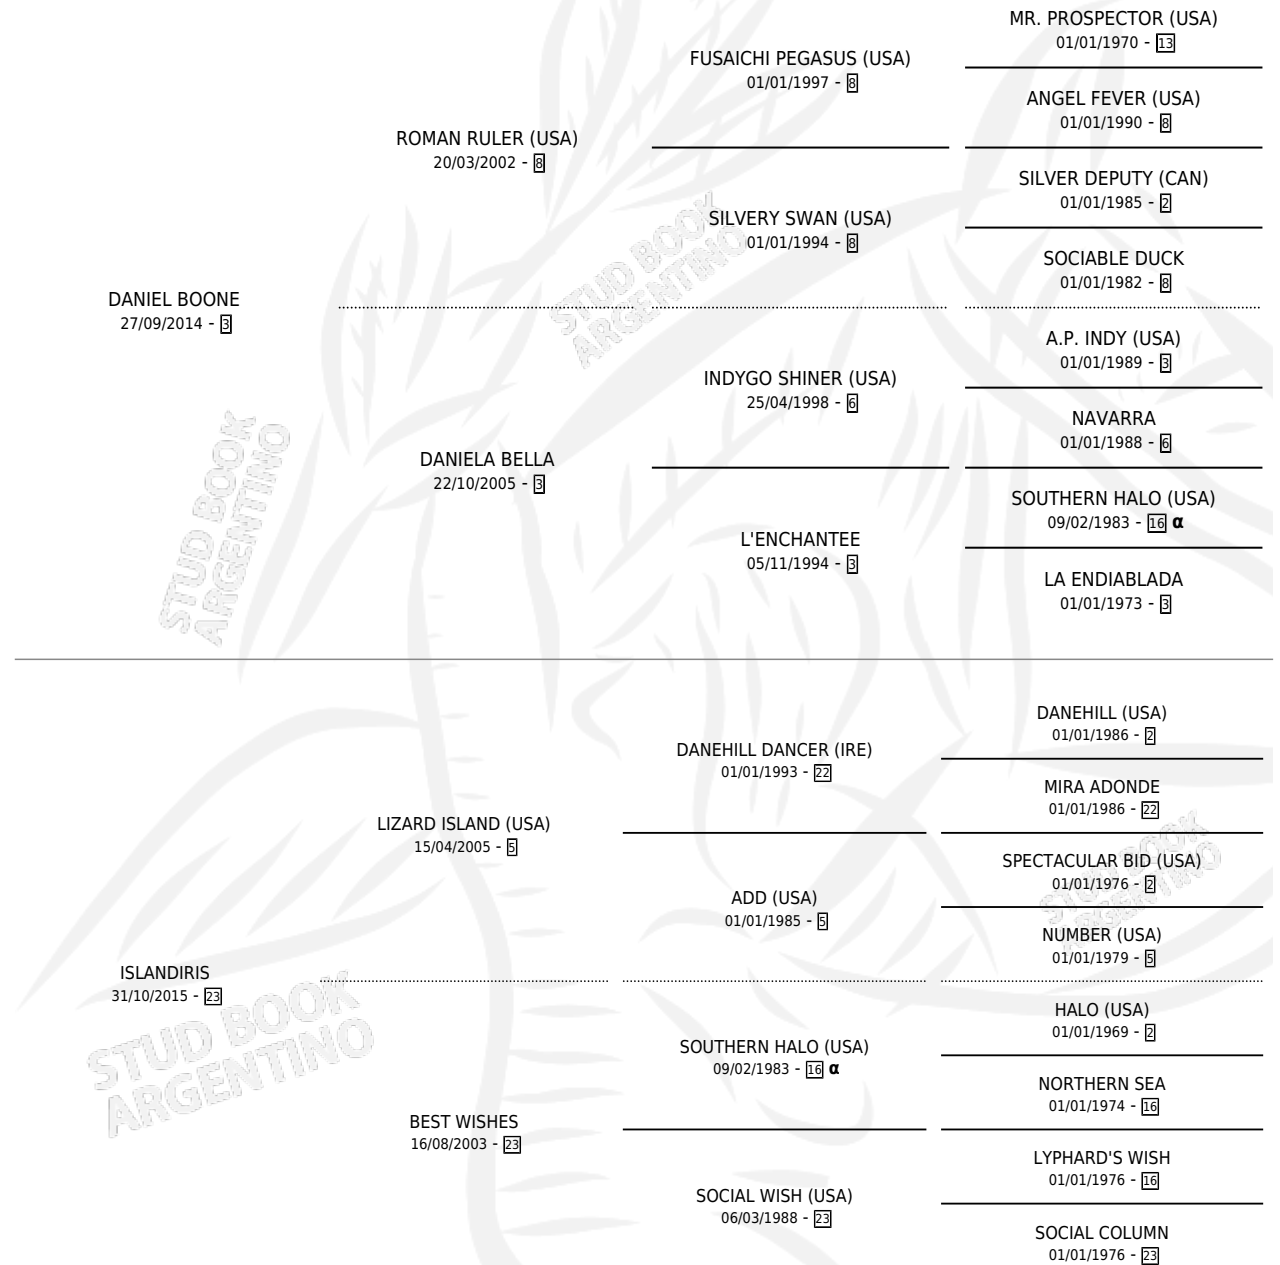 MR. PROSPECTOR (USA)
01/01/1970 - 13
FUSAICHI PEGASUS (USA)
01/01/1997 - 8
ANGEL FEVER (USA)
01/01/1990 - 8
ROMAN RULER (USA)
20/03/2002 - 8
SILVER DEPUTY (CAN)
01/01/1985 - 2
SILVERY SWAN (USA)
01/01/1994 - 8
SOCIABLE DUCK
01/01/1982 - 8
DANIEL BOONE
27/09/2014 - 3
A.P. INDY (USA)
01/01/1989 - 3
INDYGO SHINER (USA)
25/04/1998 - 6
NAVARRA
01/01/1988 - 6
DANIELA BELLA
22/10/2005 - 3
SOUTHERN HALO (USA)
09/02/1983 - 16 α
L'ENCHANTEE
05/11/1994 - 3
LA ENDIABLADA
01/01/1973 - 3
DANEHILL (USA)
01/01/1986 - 2
DANEHILL DANCER (IRE)
01/01/1993 - 22
MIRA ADONDE
01/01/1986 - 22
LIZARD ISLAND (USA)
15/04/2005 - 5
SPECTACULAR BID (USA)
01/01/1976 - 2
ADD (USA)
01/01/1985 - 5
NUMBER (USA)
01/01/1979 - 5
ISLANDIRIS
31/10/2015 - 23
HALO (USA)
01/01/1969 - 2
SOUTHERN HALO (USA)
09/02/1983 - 16 α
NORTHERN SEA
01/01/1974 - 16
BEST WISHES
16/08/2003 - 23
LYPHARD'S WISH
01/01/1976 - 16
SOCIAL WISH (USA)
06/03/1988 - 23
SOCIAL COLUMN
01/01/1976 - 23
STUD BOOK
ARGENTINO
STUD BOOK
ARGENTINO
STUD BOOK
ARGENTINO
STUD BOOK
ARGENTINO